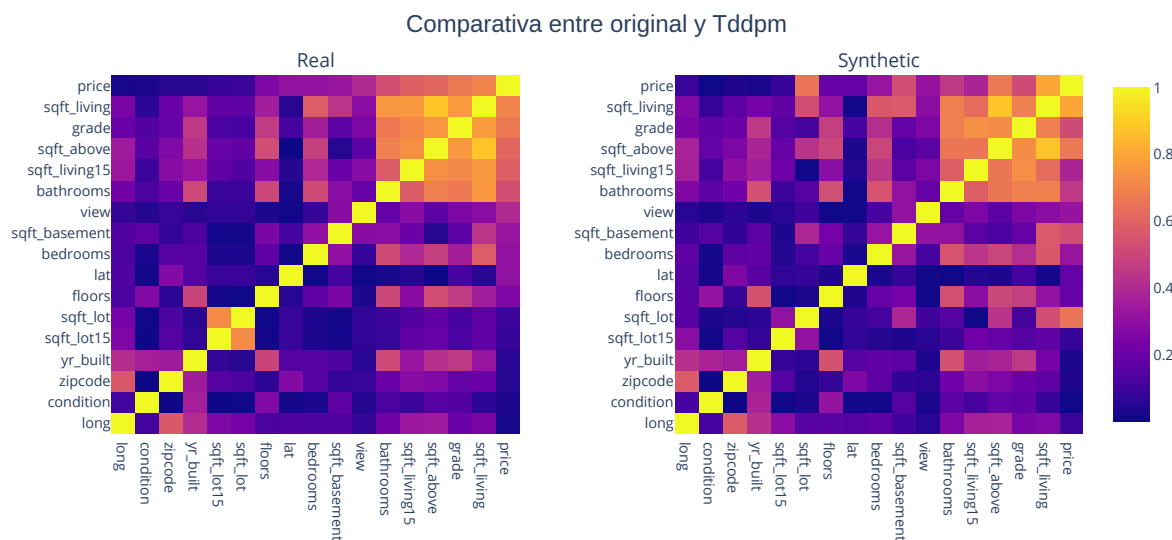 Comparativa entre original y Tddpm
Real
Synthetic
price
sqft_living
grade
sqft_above
sqft_living15
bathrooms
view
sqft_basement
bedrooms
lat
floors
sqft_lot
sqft_lot15
yr_built
zipcode
condition
long
long
condition
zipcode
yr_built
sqft_lot15
sqft_lot
floors
lat
bedrooms
sqft_basement
view
bathrooms
sqft_living15
sqft_above
grade
sqft_living
price
price
sqft_living
grade
sqft_above
sqft_living15
bathrooms
view
sqft_basement
bedrooms
lat
floors
sqft_lot
sqft_lot15
yr_built
zipcode
condition
long
long
condition
zipcode
yr_built
sqft_lot15
sqft_lot
floors
lat
bedrooms
sqft_basement
view
bathrooms
sqft_living15
sqft_above
grade
sqft_living
price
1
0.8
0.6
0.4
0.2